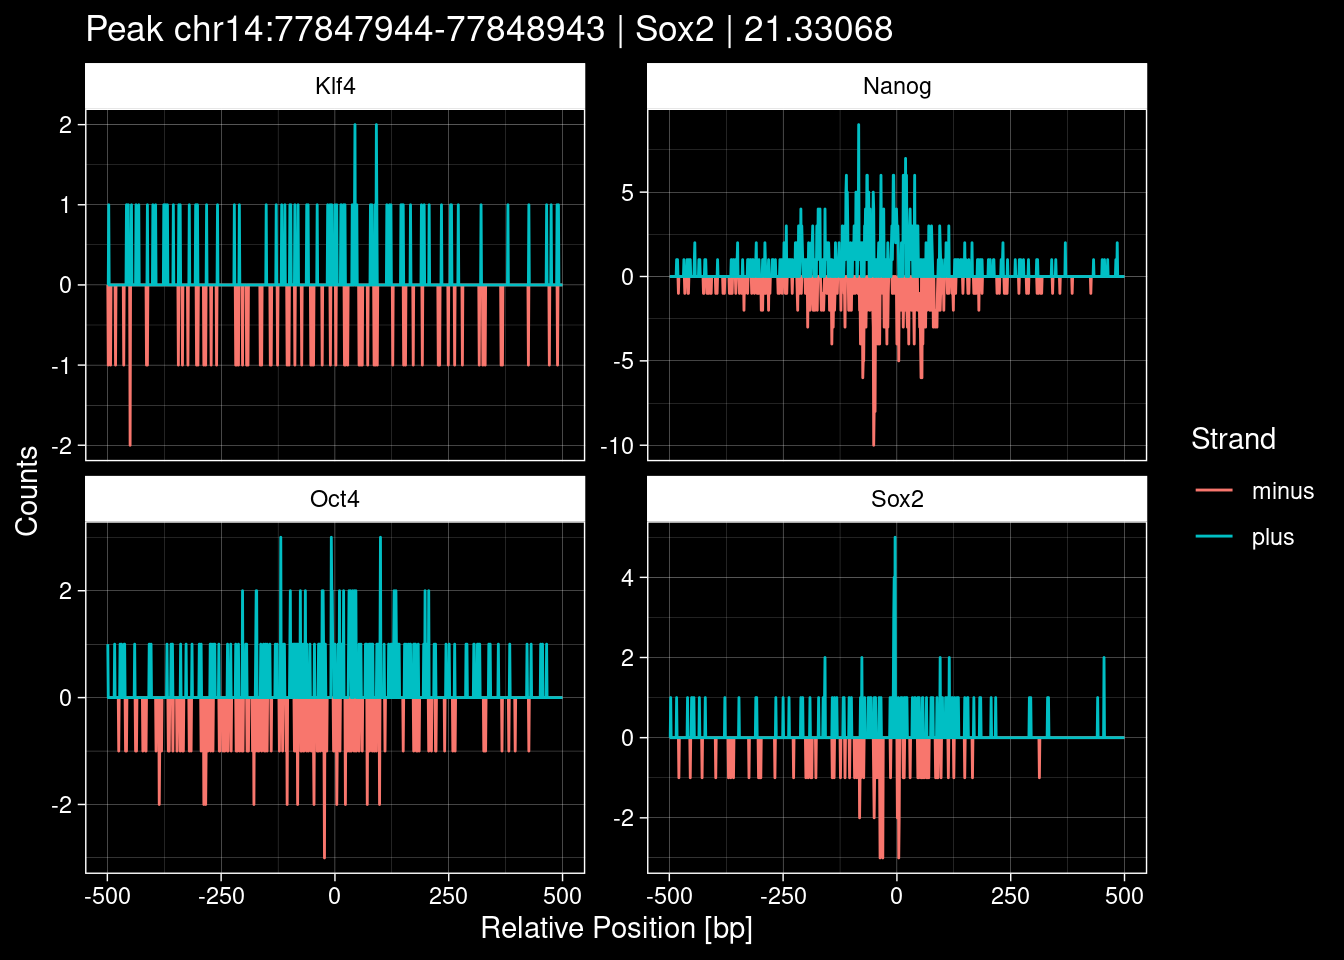 Peak chr14:77847944-77848943 | Sox2 | 21.33068
Klf4
2
1
0
-1
-2
Nanog
5
0
-5
-10
Oct4
2
0
-2
-500 -250 0 250 500
Sox2
4
2
0
-2
-500 -250 0 250 500
Counts
Relative Position [bp]
Strand
minus
plus